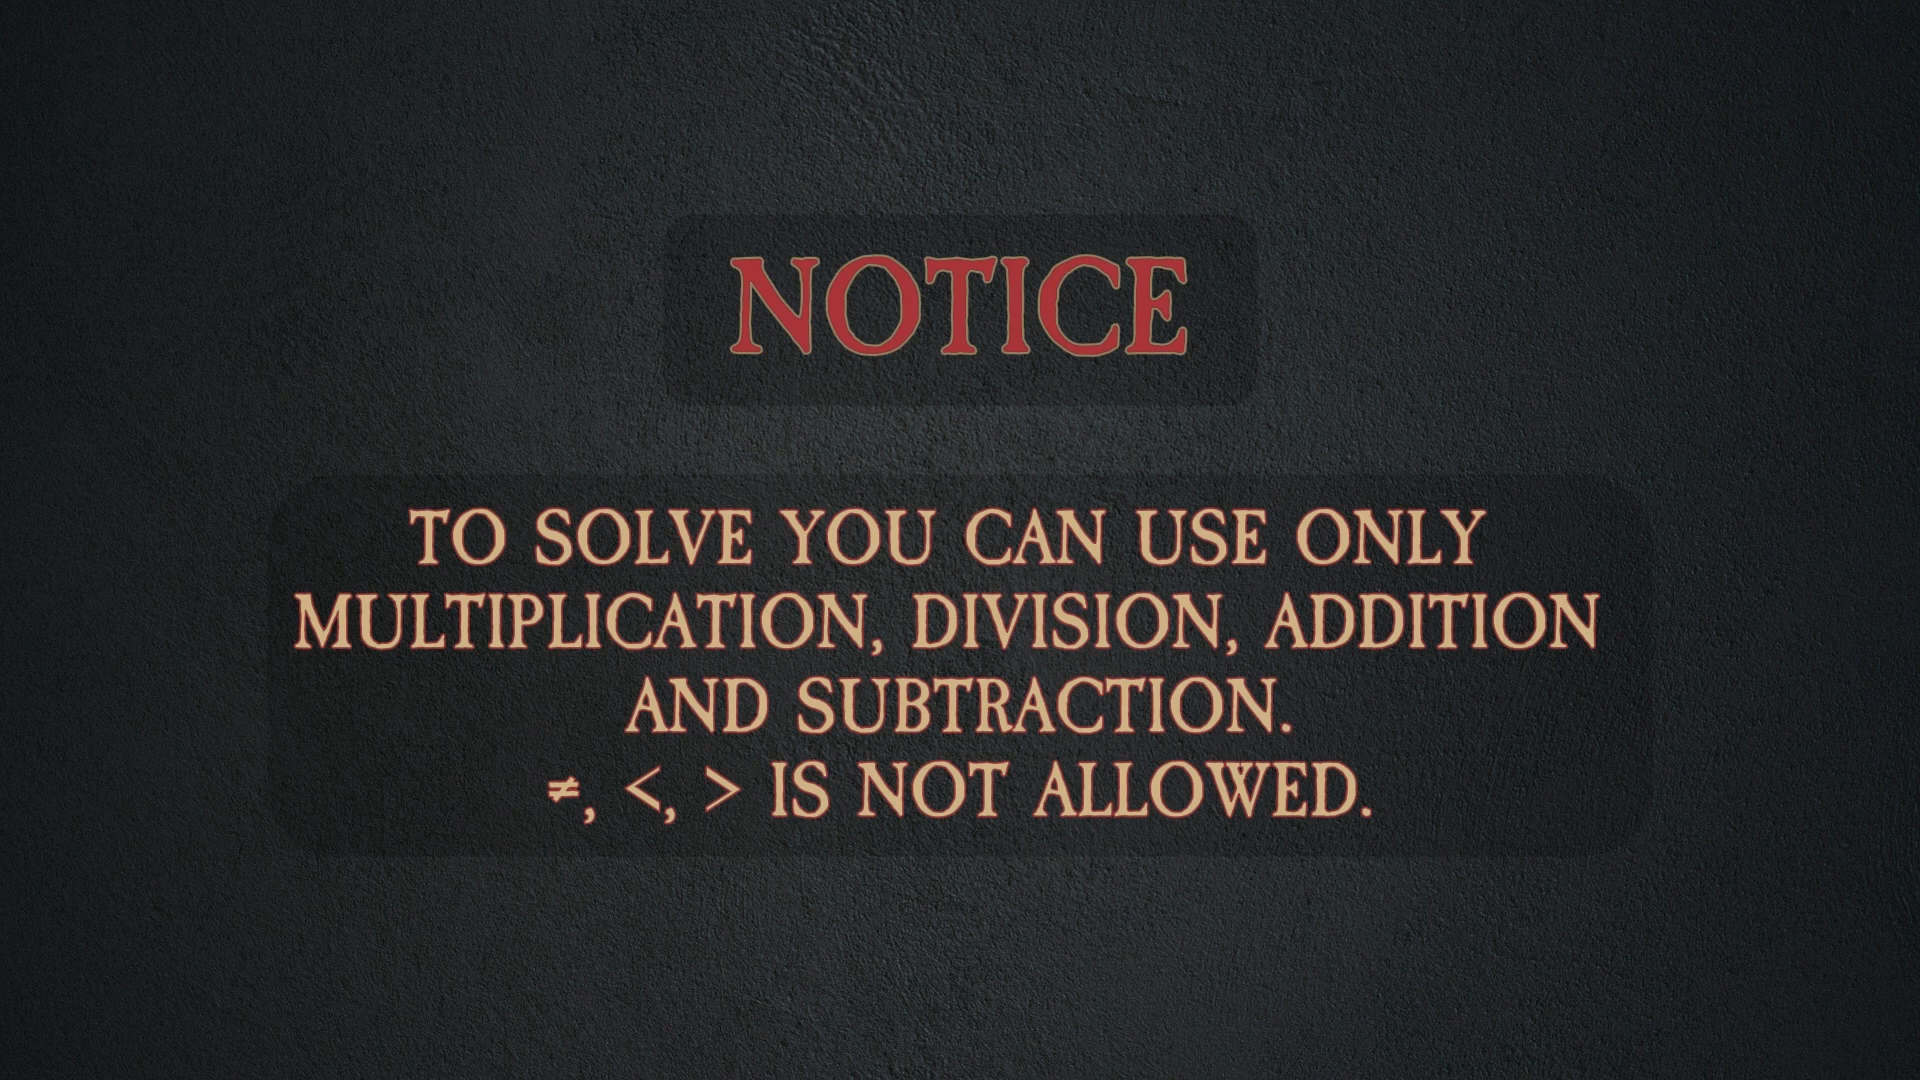 NOTICE
TO SOLVE YOU CAN USE ONLY
MULTIPLICATION, DIVISION, ADDITION
AND SUBTRACTION.
≠, <, > IS NOT ALLOWED.